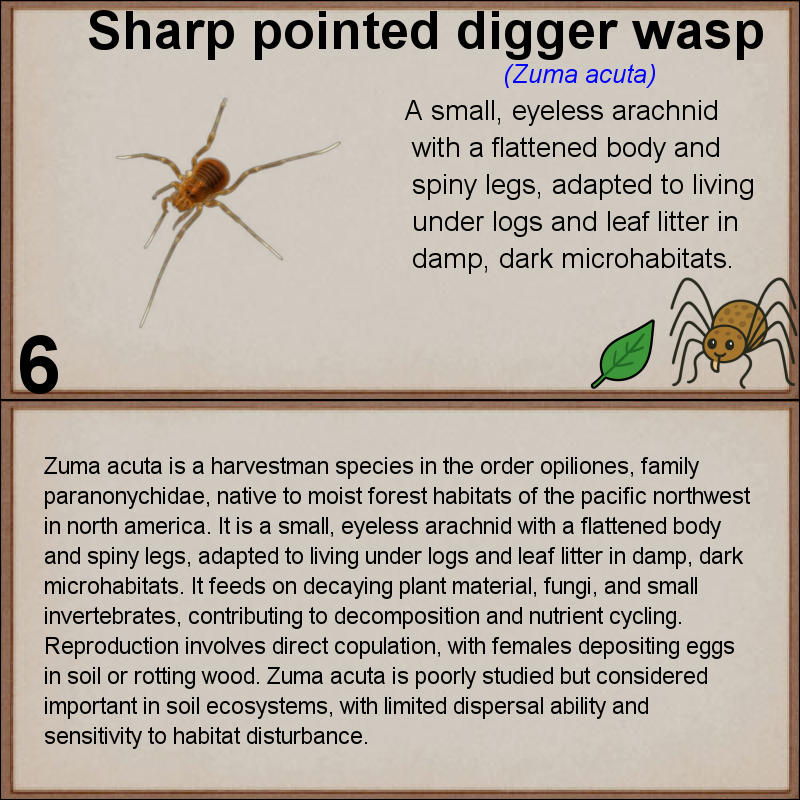 Sharp pointed digger wasp
(Zuma acuta)
A small, eyeless arachnid
with a flattened body and
spiny legs, adapted to living
under logs and leaf litter in
damp, dark microhabitats.
6
Zuma acuta is a harvestman species in the order opiliones, family
paranonychidae, native to moist forest habitats of the pacific northwest
in north america. It is a small, eyeless arachnid with a flattened body
and spiny legs, adapted to living under logs and leaf litter in damp, dark
microhabitats. It feeds on decaying plant material, fungi, and small
invertebrates, contributing to decomposition and nutrient cycling.
Reproduction involves direct copulation, with females depositing eggs
in soil or rotting wood. Zuma acuta is poorly studied but considered
important in soil ecosystems, with limited dispersal ability and
sensitivity to habitat disturbance.